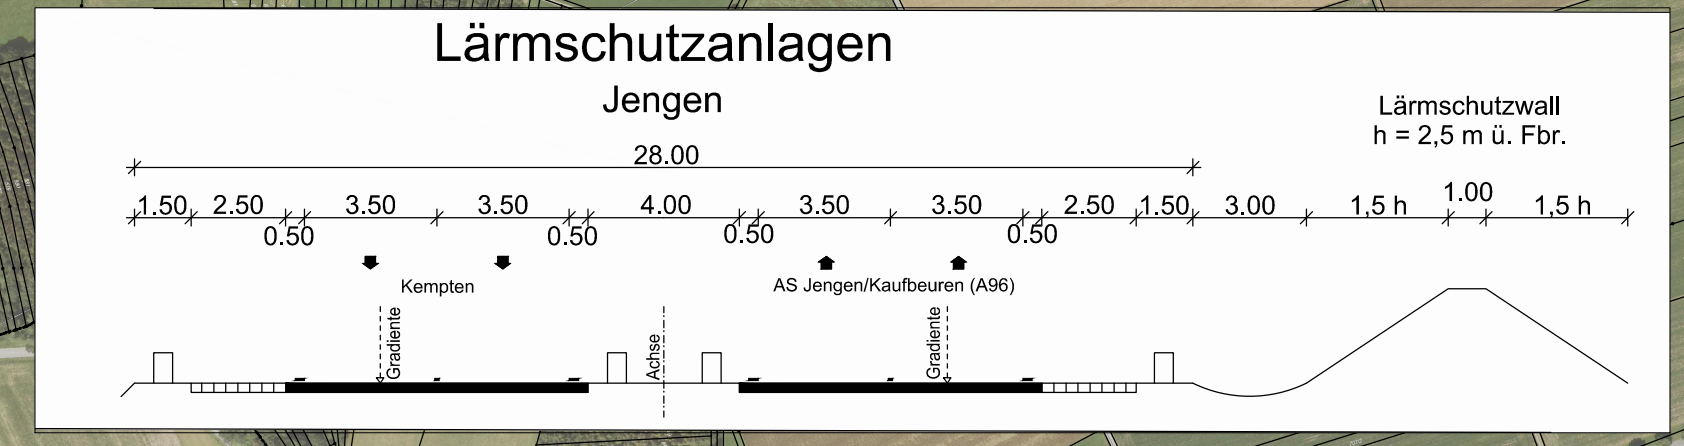 Lärmschutzanlagen
Jengen
Lärmschutzwall
h = 2,5 m ü. Fbr.
28.00
1.50 2.50 3.50 3.50 4.00 3.50 3.50 2.50 1.50 3.00 1,5 h 1.00 1,5 h
0.50 0.50 0.50 0.50
Kempten AS Jengen/Kaufbeuren (A96)
Gradiente Achse Gradiente